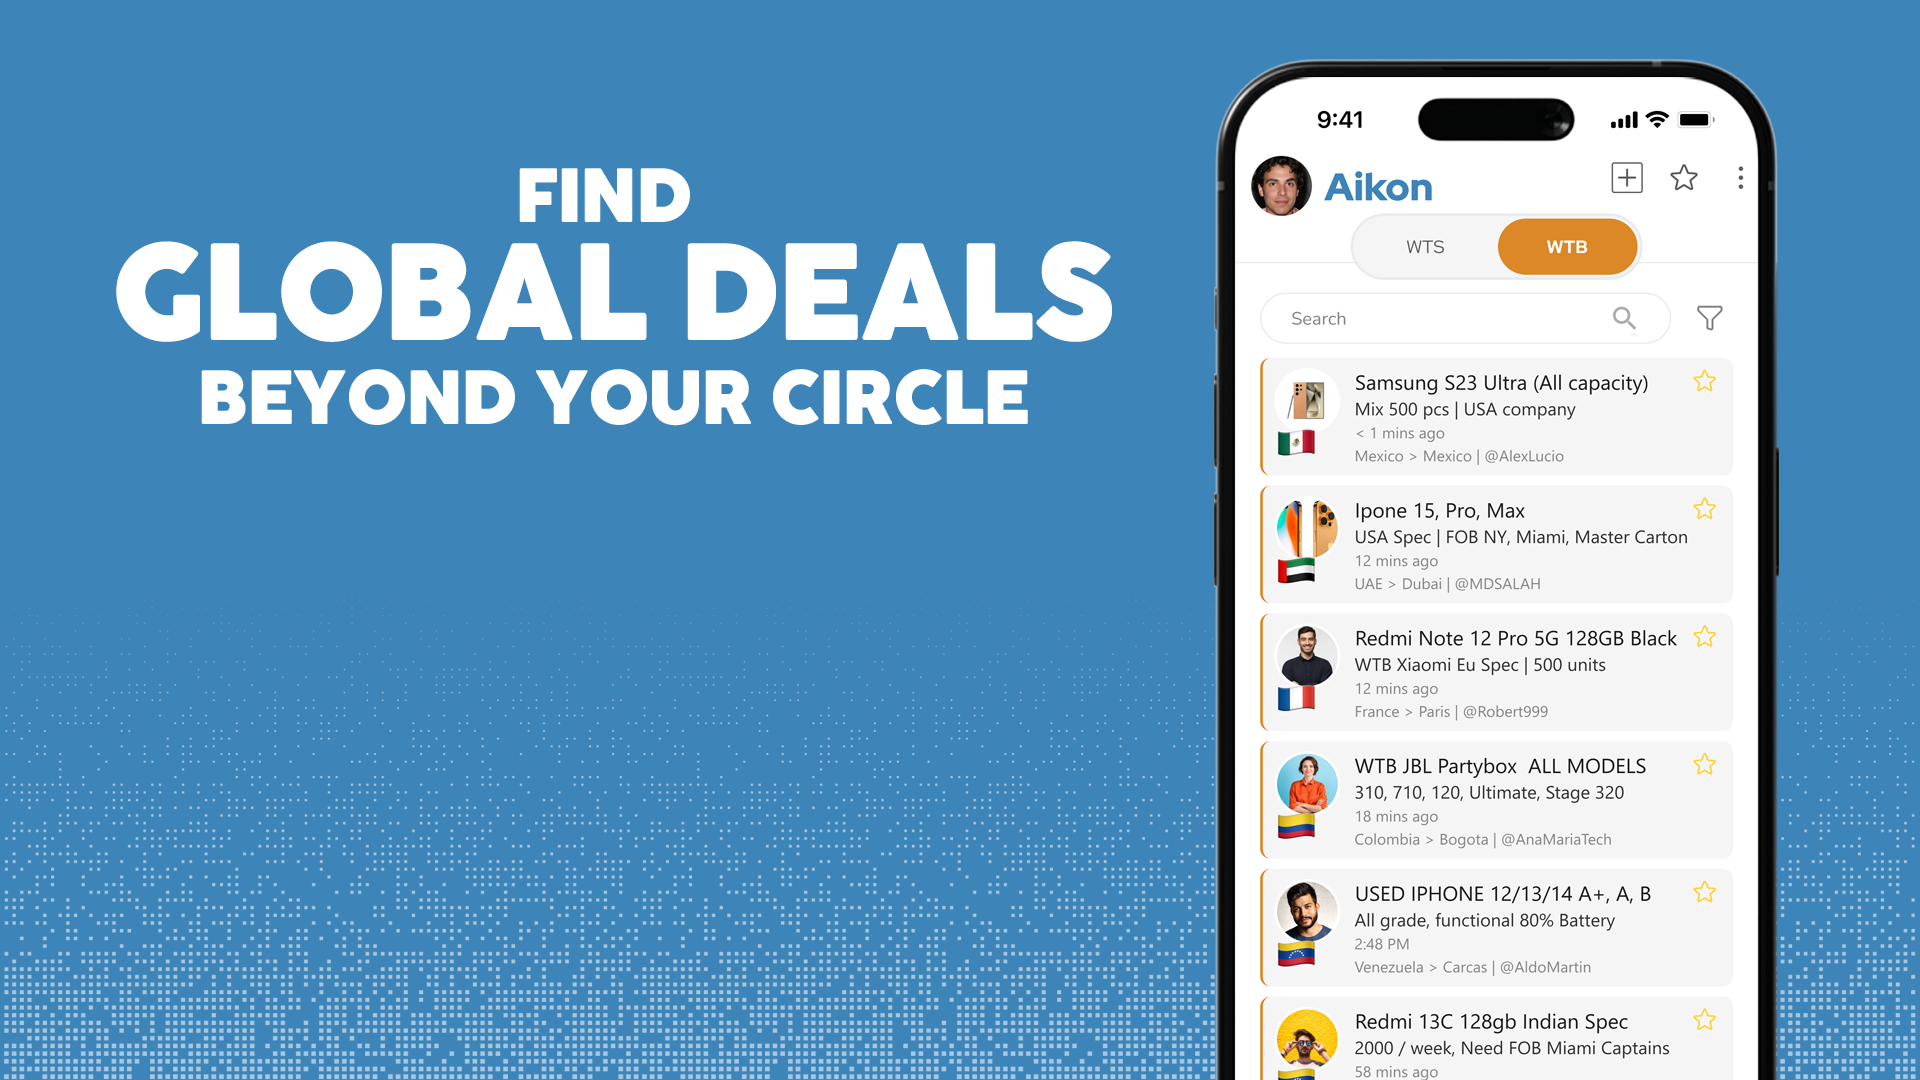 FIND
GLOBAL DEALS
BEYOND YOUR CIRCLE
9:41
Aikon
WTS
WTB
Search
Samsung S23 Ultra (All capacity)
Mix 500 pcs | USA company
< 1 mins ago
Mexico > Mexico | @AlexLucio
Ipone 15, Pro, Max
USA Spec | FOB NY, Miami, Master Carton
12 mins ago
UAE > Dubai | @MDSALAH
Redmi Note 12 Pro 5G 128GB Black
WTB Xiaomi Eu Spec | 500 units
12 mins ago
France > Paris | @Robert999
WTB JBL Partybox  ALL MODELS
310, 710, 120, Ultimate, Stage 320
18 mins ago
Colombia > Bogota | @AnaMariaTech
USED IPHONE 12/13/14 A+, A, B
All grade, functional 80% Battery
2:48 PM
Venezuela > Carcas | @AldoMartin
Redmi 13C 128gb Indian Spec
2000 / week, Need FOB Miami Captains
58 mins ago